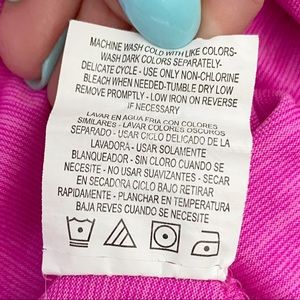 MACHINE WASH COLD WITH LIKE COLORS-
WASH DARK COLORS SEPARATELY-
DELICATE CYCLE - USE ONLY NON-CHLORINE
BLEACH WHEN NEEDED-TUMBLE DRY LOW
REMOVE PROMPTLY - LOW IRON ON REVERSE
IF NECESSARY
LAVAR EN AGUA FRIA CON COLORES
SIMILARES - LAVAR COLORES OSCUROS
SEPARADO - USAR CICLO DELICADO DE LA
LAVADORA - USAR SOLAMENTE
BLANQUEADOR - SIN CLORO CUANDO SE
NECESITE - NO USAR SUAVIZANTES - SECAR
EN SECADORA CICLO BAJO RETIRAR
RAPIDAMENTE - PLANCHAR EN TEMPERATURA
BAJA REVES CUANDO SE NECESITE